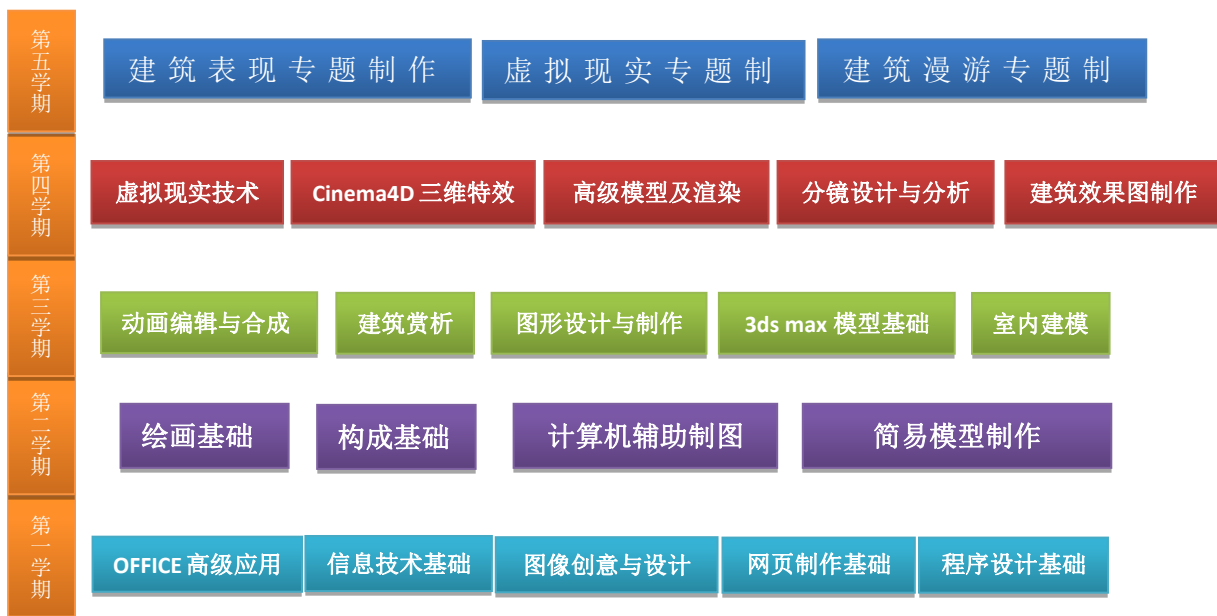 第五学期
建筑表现专题制作
虚拟现实专题制
建筑漫游专题制
第四学期
虚拟现实技术
Cinema4D 三维特效
高级模型及渲染
分镜设计与分析
建筑效果图制作
第三学期
动画编辑与合成
建筑赏析
图形设计与制作
3ds max 模型基础
室内建模
第二学期
绘画基础
构成基础
计算机辅助制图
简易模型制作
第一学期
OFFICE 高级应用
信息技术基础
图像创意与设计
网页制作基础
程序设计基础